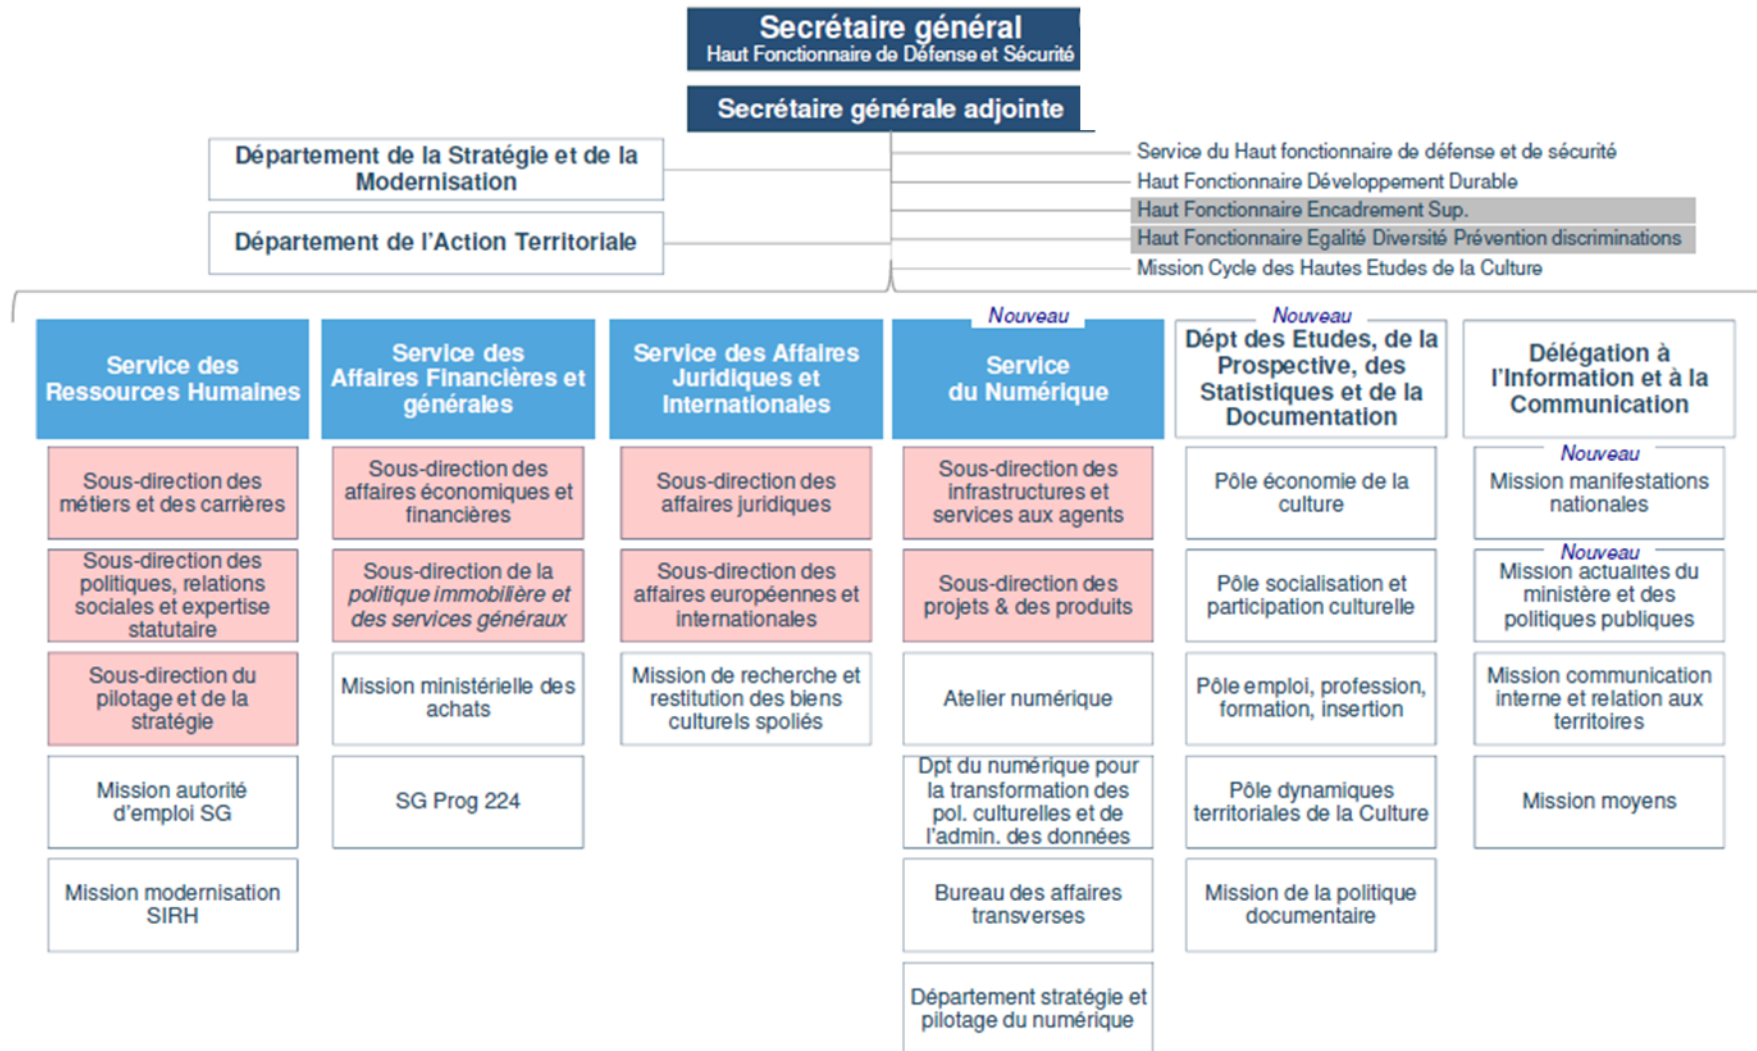 Secrétaire général
Haut Fonctionnaire de Défense et Sécurité
Secrétaire générale adjointe
Département de la Stratégie et de la
Modernisation
Département de l'Action Territoriale
Service du Haut fonctionnaire de défense et de sécurité
Haut Fonctionnaire Développement Durable
Haut Fonctionnaire Encadrement Sup.
Haut Fonctionnaire Egalité Diversité Prévention discriminations
Mission Cycle des Hautes Etudes de la Culture
Service des
Ressources Humaines
Sous-direction des
métiers et des carrières
Sous-direction des
politiques, relations
sociales et expertise
statutaire
Sous-direction du
pilotage et de la
stratégie
Mission autorité
d'emploi SG
Mission modernisation
SIRH
Service des
Affaires Financières et
générales
Sous-direction des
affaires économiques et
financières
Sous-direction de la
politique immobilière et
des services généraux
Mission ministérielle des
achats
SG Prog 224
Service des Affaires
Juridiques et
Internationales
Sous-direction des
affaires juridiques
Sous-direction des
affaires européennes et
internationales
Mission de recherche et
restitution des biens
culturels spoliés
Nouveau
Service
du Numérique
Sous-direction des
infrastructures et
services aux agents
Sous-direction des
projets & des produits
Atelier numérique
Dpt du numérique pour
la transformation des
pol. culturelles et de
l'admin. des données
Bureau des affaires
transverses
Département stratégie et
pilotage du numérique
Nouveau
Dépt des Etudes, de la
Prospective, des
Statistiques et de la
Documentation
Pôle économie de la
culture
Pôle socialisation et
participation culturelle
Pôle emploi, profession,
formation, insertion
Pôle dynamiques
territoriales de la Culture
Mission de la politique
documentaire
Délégation à
l'Information et à la
Communication
Nouveau
Mission manifestations
nationales
Nouveau
Mission actualités du
ministère et des
politiques publiques
Mission communication
interne et relation aux
territoires
Mission moyens